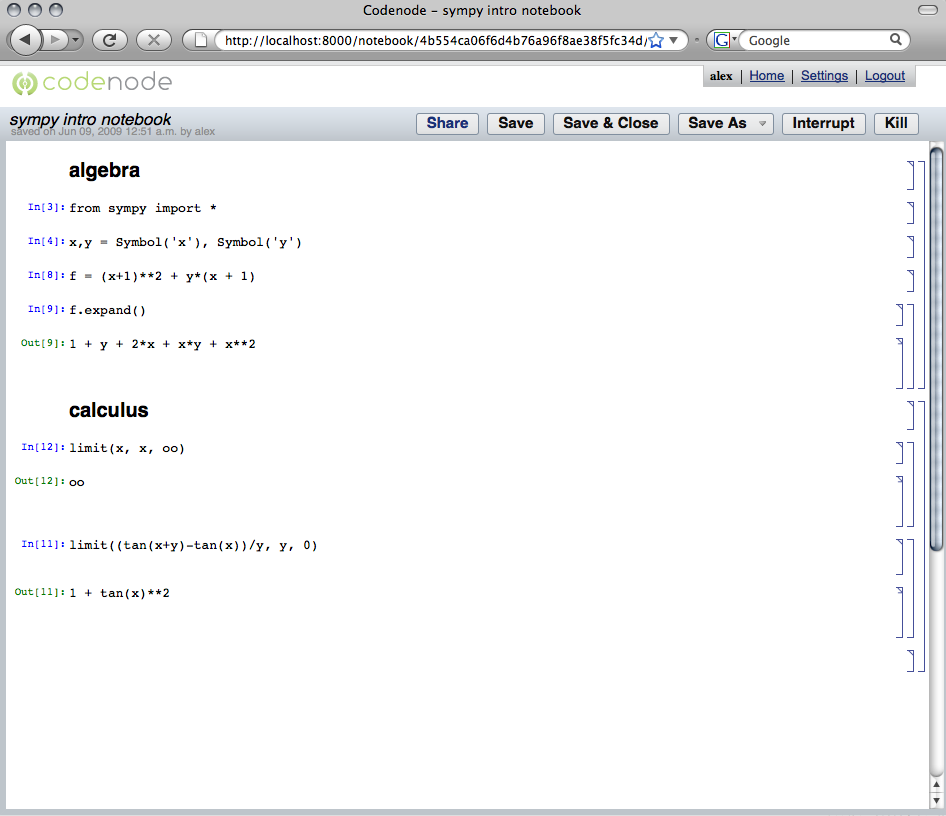 Codenode – sympy intro notebook
http://localhost:8000/notebook/4b554ca06f6d4b76a96f8ae38f5fc34d/
G Google
codenode
alex | Home | Settings | Logout
sympy intro notebook
saved on Jun 09, 2009 12:51 a.m. by alex
Share Save Save & Close Save As Interrupt Kill
algebra
In[3]: from sympy import *
In[4]: x,y = Symbol('x'), Symbol('y')
In[8]: f = (x+1)**2 + y*(x + 1)
In[9]: f.expand()
Out[9]: 1 + y + 2*x + x*y + x**2
calculus
In[12]: limit(x, x, oo)
Out[12]: oo
In[11]: limit((tan(x+y)-tan(x))/y, y, 0)
Out[11]: 1 + tan(x)**2